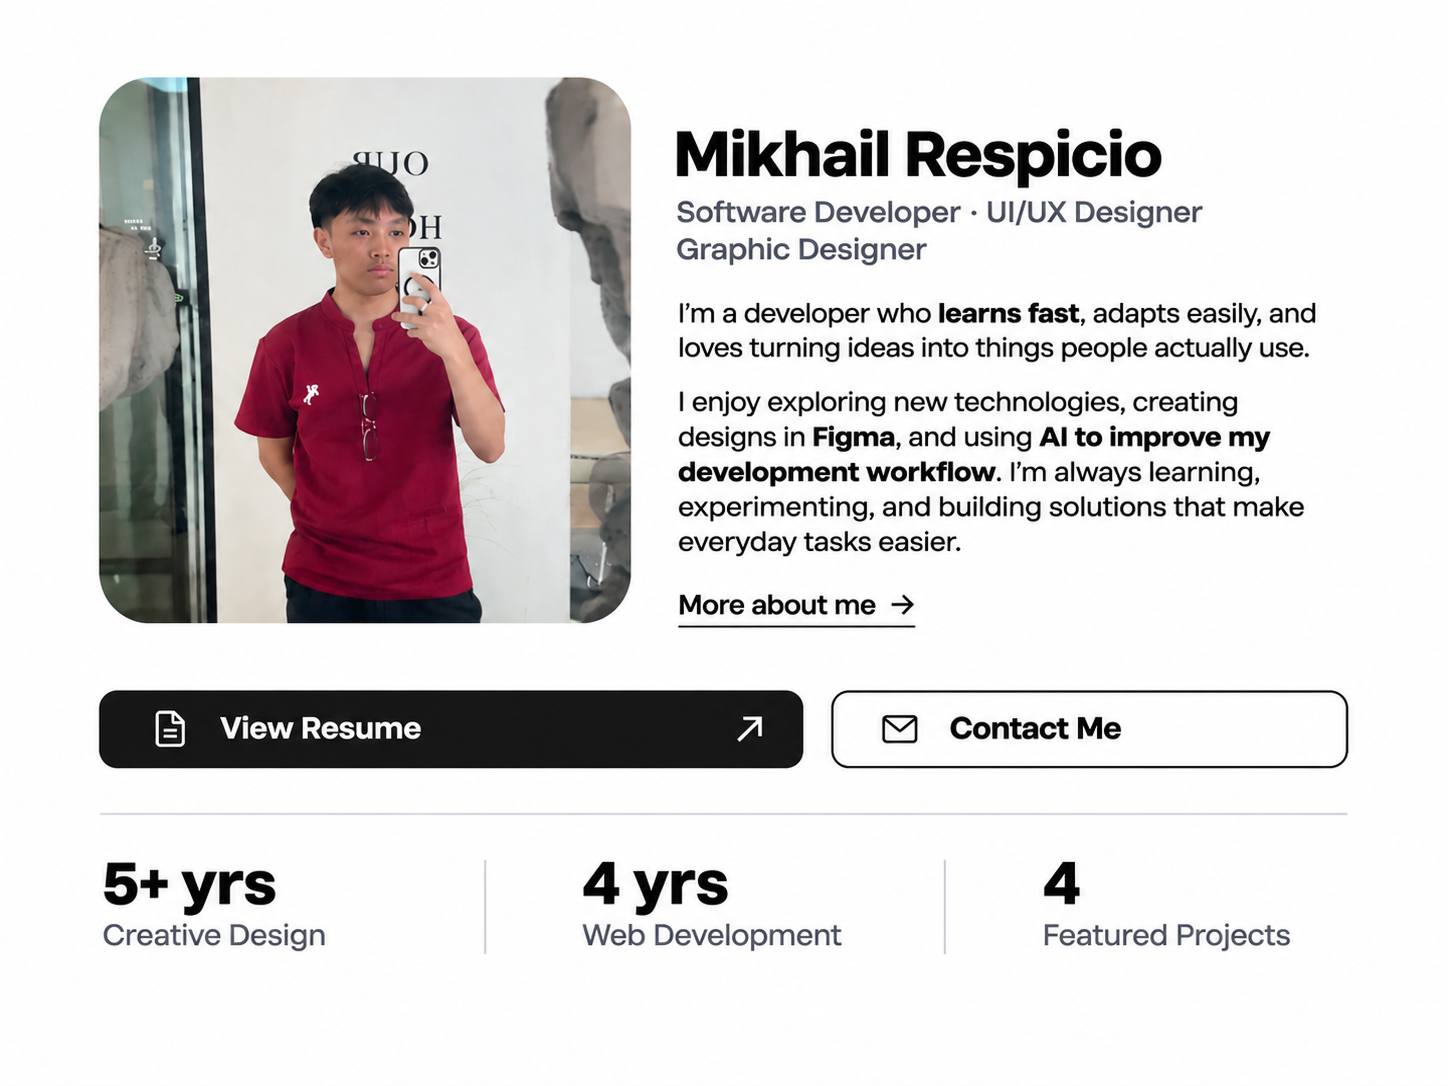 OUR
HO
Mikhail Respicio
Software Developer · UI/UX Designer
Graphic Designer
I’m a developer who learns fast, adapts easily, and
loves turning ideas into things people actually use.
I enjoy exploring new technologies, creating
designs in Figma, and using AI to improve my
development workflow. I’m always learning,
experimenting, and building solutions that make
everyday tasks easier.
More about me →
View Resume
Contact Me
5+ yrs
Creative Design
4 yrs
Web Development
4
Featured Projects